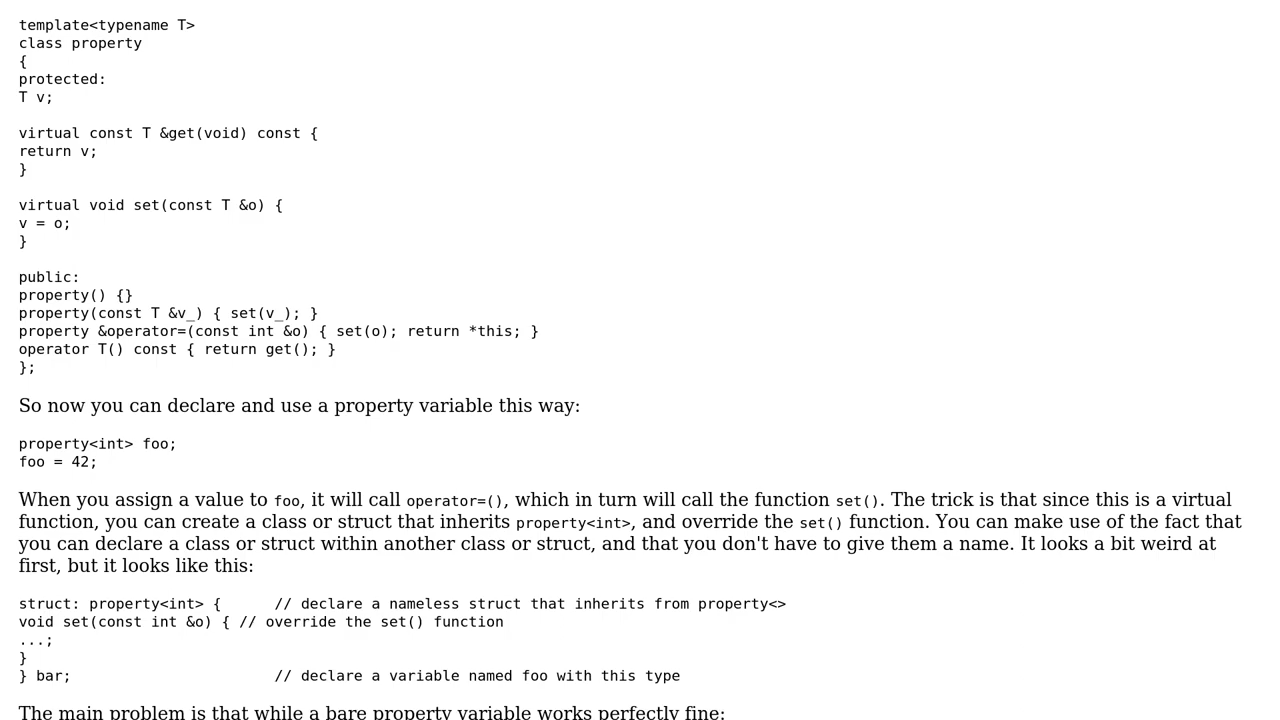 template<typename T>
class property
{
protected:
T v;
virtual const T &get(void) const {
return v;
}
virtual void set(const T &o) {
v = o;
}
public:
property() {}
property(const T &v_) { set(v_); }
property &operator=(const int &o) { set(o); return *this; }
operator T() const { return get(); }
};
So now you can declare and use a property variable this way:
property<int> foo;
foo = 42;
When you assign a value to foo, it will call operator=(), which in turn will call the function set(). The trick is that since this is a virtual
function, you can create a class or struct that inherits property<int>, and override the set() function. You can make use of the fact that
you can declare a class or struct within another class or struct, and that you don't have to give them a name. It looks a bit weird at
first, but it looks like this:
struct: property<int> {      // declare a nameless struct that inherits from property<>
void set(const int &o) { // override the set() function
...;
}
} bar;                       // declare a variable named foo with this type
The main problem is that while a bare property variable works perfectly fine: